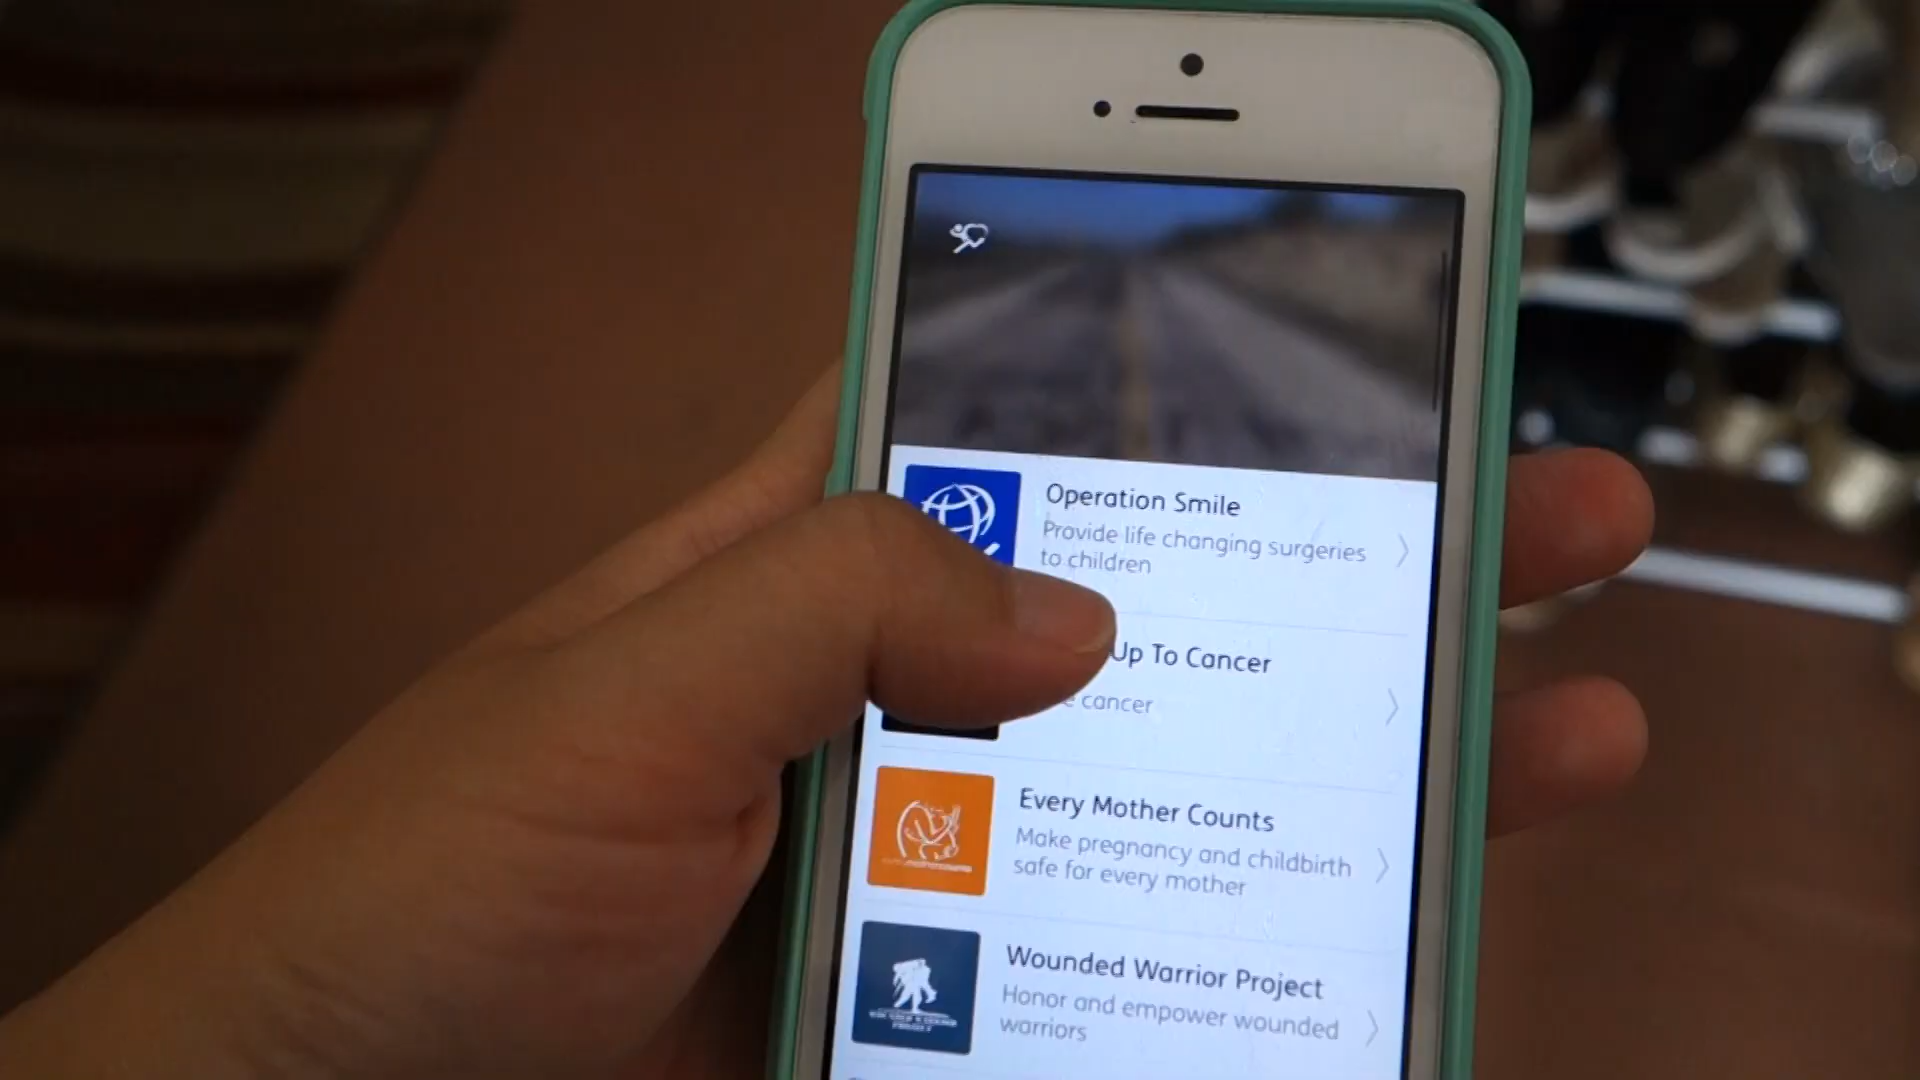 Operation Smile
Provide life changing surgeries
to children
Up To Cancer
cancer
Every Mother Counts
Make pregnancy and childbirth
safe for every mother
Wounded Warrior Project
Honor and empower wounded
warriors